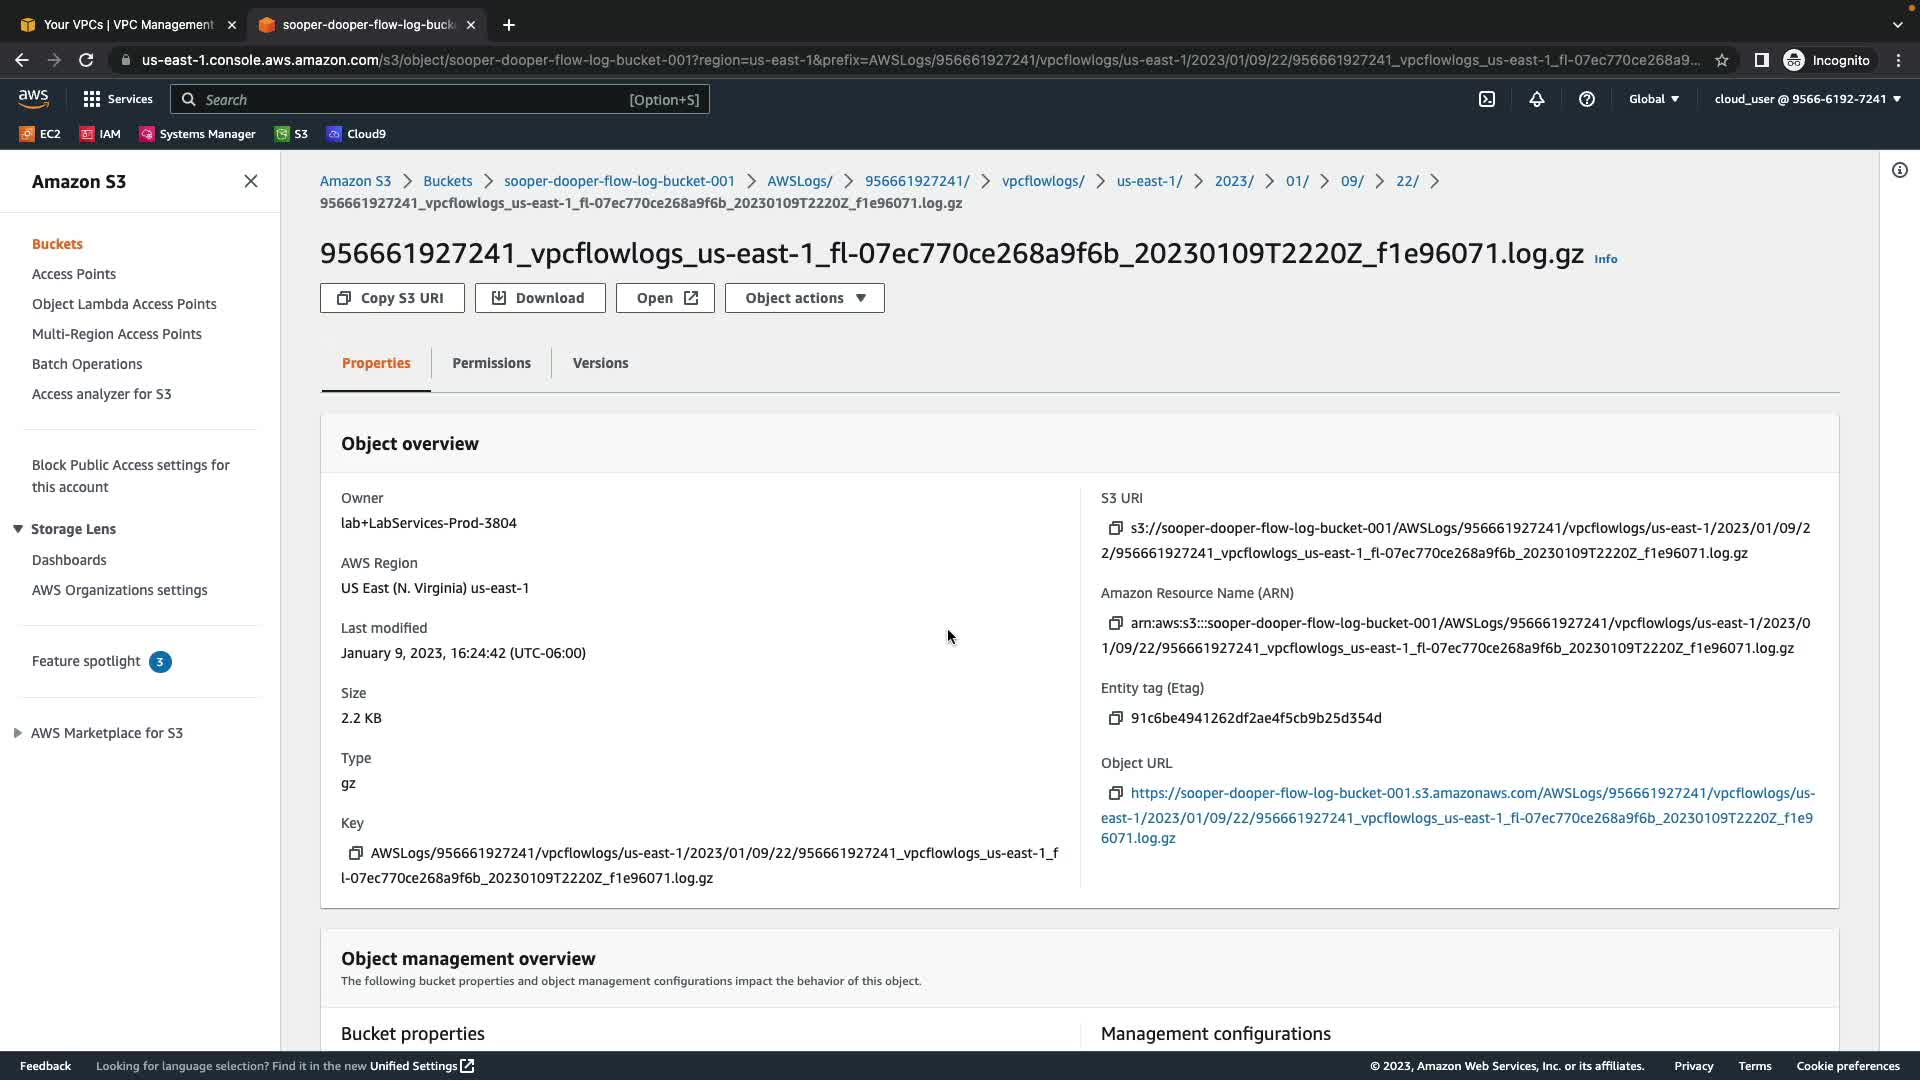 Your VPCs | VPC Management
sooper-dooper-flow-log-buck
us-east-1.console.aws.amazon.com/s3/object/sooper-dooper-flow-log-bucket-001?region=us-east-1&prefix=AWSLogs/956661927241/vpcflowlogs/us-east-1/2023/01/09/22/956661927241_vpcflowlogs_us-east-1_fl-07ec770ce268a9...
Incognito
aws
Services
Search
[Option+S]
Global
cloud_user @ 9566-6192-7241
EC2
IAM
Systems Manager
S3
Cloud9
Amazon S3
Buckets
Access Points
Object Lambda Access Points
Multi-Region Access Points
Batch Operations
Access analyzer for S3
Block Public Access settings for
this account
Storage Lens
Dashboards
AWS Organizations settings
Feature spotlight 3
AWS Marketplace for S3
Amazon S3 > Buckets > sooper-dooper-flow-log-bucket-001 > AWSLogs/ > 956661927241/ > vpcflowlogs/ > us-east-1/ > 2023/ > 01/ > 09/ > 22/ >
956661927241_vpcflowlogs_us-east-1_fl-07ec770ce268a9f6b_20230109T2220Z_f1e96071.log.gz
956661927241_vpcflowlogs_us-east-1_fl-07ec770ce268a9f6b_20230109T2220Z_f1e96071.log.gz Info
Copy S3 URI
Download
Open
Object actions
Properties
Permissions
Versions
Object overview
Owner
lab+LabServices-Prod-3804
AWS Region
US East (N. Virginia) us-east-1
Last modified
January 9, 2023, 16:24:42 (UTC-06:00)
Size
2.2 KB
Type
gz
Key
AWSLogs/956661927241/vpcflowlogs/us-east-1/2023/01/09/22/956661927241_vpcflowlogs_us-east-1_f
l-07ec770ce268a9f6b_20230109T2220Z_f1e96071.log.gz
S3 URI
s3://sooper-dooper-flow-log-bucket-001/AWSLogs/956661927241/vpcflowlogs/us-east-1/2023/01/09/2
2/956661927241_vpcflowlogs_us-east-1_fl-07ec770ce268a9f6b_20230109T2220Z_f1e96071.log.gz
Amazon Resource Name (ARN)
arn:aws:s3:::sooper-dooper-flow-log-bucket-001/AWSLogs/956661927241/vpcflowlogs/us-east-1/2023/0
1/09/22/956661927241_vpcflowlogs_us-east-1_fl-07ec770ce268a9f6b_20230109T2220Z_f1e96071.log.gz
Entity tag (Etag)
91c6be4941262df2ae4f5cb9b25d354d
Object URL
https://sooper-dooper-flow-log-bucket-001.s3.amazonaws.com/AWSLogs/956661927241/vpcflowlogs/us-
east-1/2023/01/09/22/956661927241_vpcflowlogs_us-east-1_fl-07ec770ce268a9f6b_20230109T2220Z_f1e9
6071.log.gz
Object management overview
The following bucket properties and object management configurations impact the behavior of this object.
Bucket properties
Management configurations
Feedback
Looking for language selection? Find it in the new Unified Settings
© 2023, Amazon Web Services, Inc. or its affiliates.
Privacy
Terms
Cookie preferences